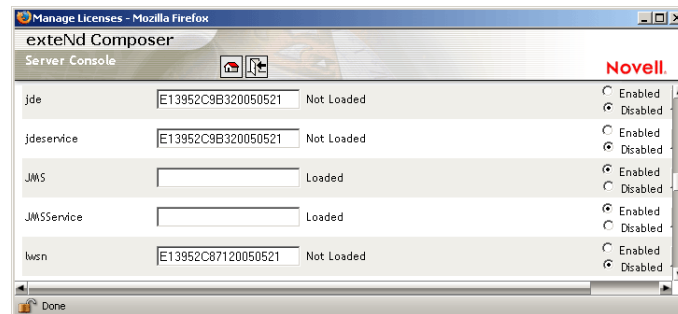 Manage Licenses - Mozilla Firefox
exteNd Composer
Server Console
Novell.
jde E13952C9B320050521 Not Loaded Enabled
Disabled
jdeservice E13952C9B320050521 Not Loaded Enabled
Disabled
JMS Loaded Enabled
Disabled
JMSService Loaded Enabled
Disabled
lwsn E13952C87120050521 Not Loaded Enabled
Disabled
Done